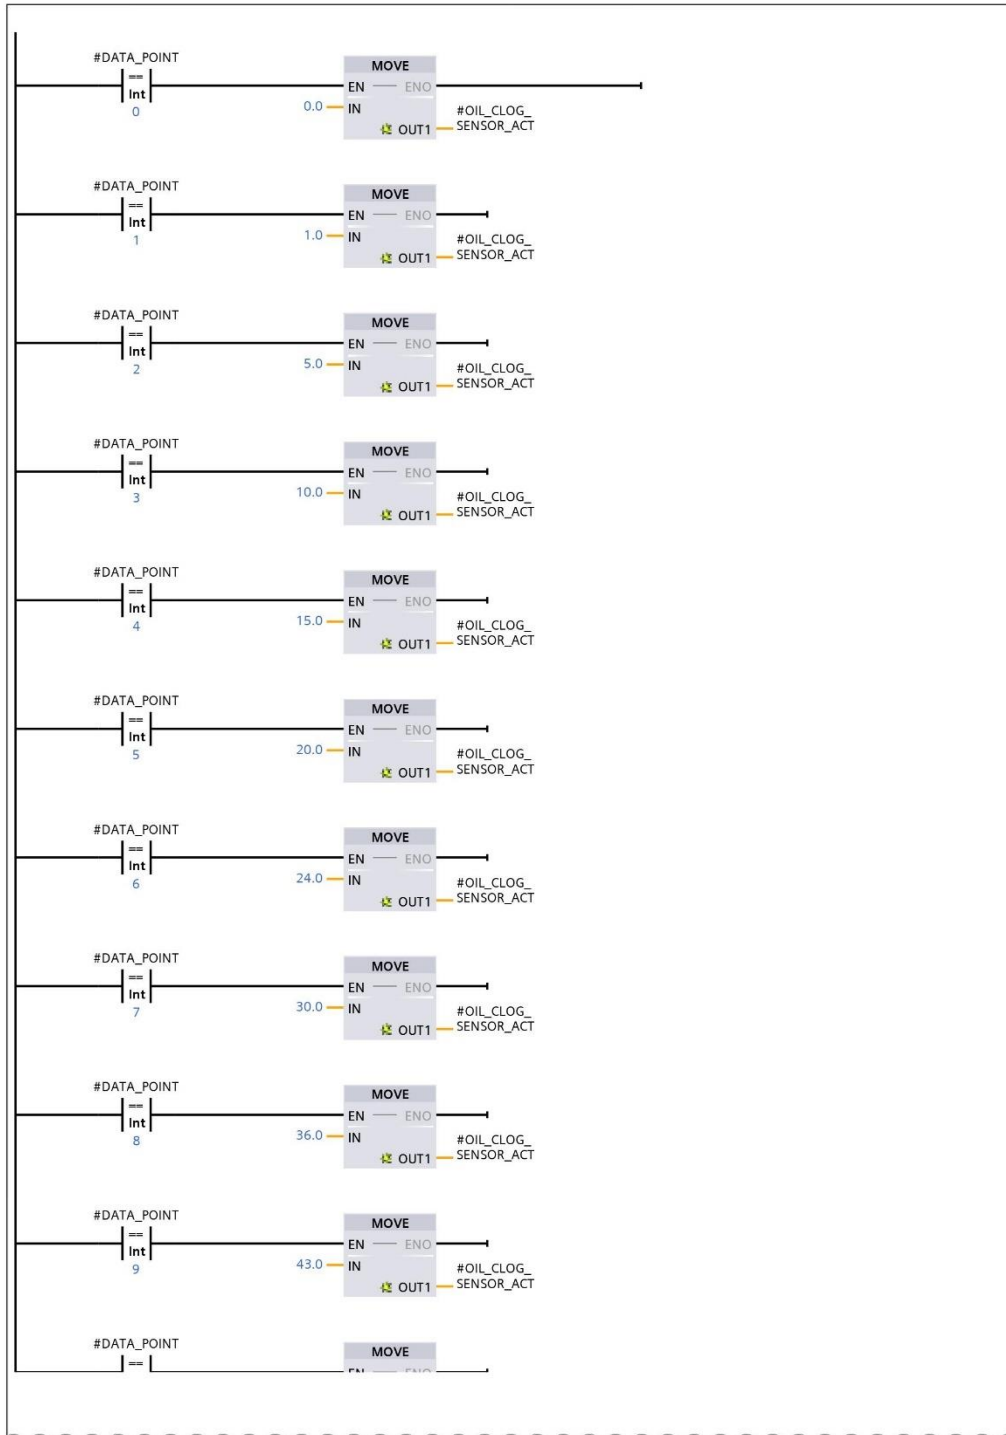 #DATA_POINT
MOVE
==
EN ENO
Int
0
0.0 IN
#OIL_CLOG_
OUT1 SENSOR_ACT
#DATA_POINT
MOVE
==
EN ENO
Int
1
1.0 IN
#OIL_CLOG_
OUT1 SENSOR_ACT
#DATA_POINT
MOVE
==
EN ENO
Int
2
5.0 IN
#OIL_CLOG_
OUT1 SENSOR_ACT
#DATA_POINT
MOVE
==
EN ENO
Int
3
10.0 IN
#OIL_CLOG_
OUT1 SENSOR_ACT
#DATA_POINT
MOVE
==
EN ENO
Int
4
15.0 IN
#OIL_CLOG_
OUT1 SENSOR_ACT
#DATA_POINT
MOVE
==
EN ENO
Int
5
20.0 IN
#OIL_CLOG_
OUT1 SENSOR_ACT
#DATA_POINT
MOVE
==
EN ENO
Int
6
24.0 IN
#OIL_CLOG_
OUT1 SENSOR_ACT
#DATA_POINT
MOVE
==
EN ENO
Int
7
30.0 IN
#OIL_CLOG_
OUT1 SENSOR_ACT
#DATA_POINT
MOVE
==
EN ENO
Int
8
36.0 IN
#OIL_CLOG_
OUT1 SENSOR_ACT
#DATA_POINT
MOVE
==
EN ENO
Int
9
43.0 IN
#OIL_CLOG_
OUT1 SENSOR_ACT
#DATA_POINT
MOVE
==